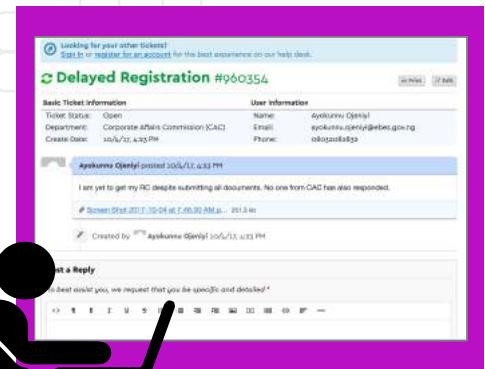 Looking for your other tickets?
Sign in or register for an account for the best experience on our help desk.
Delayed Registration #960354
Print Edit
Basic Ticket Information User Information
Ticket Status: Open Name: Ayokunnu Ojeniyi
Department: Corporate Affairs Commission (CAC) Email: ayokunnu.ojeniyi@ebes.gov.ng
Create Date: 10/4/17, 4:23 PM Phone:
Ayokunnu Ojeniyi posted 10/4/17, 4:23 PM
I am yet to get my RC despite submitting all documents. No one from CAC has also responded.
Screen Shot 2017-10-04 at 7.46.30 AM.p...
Created by Ayokunnu Ojeniyi 10/4/17, 4:23 PM
Post a Reply
To best assist you, we request that you be specific and detailed *